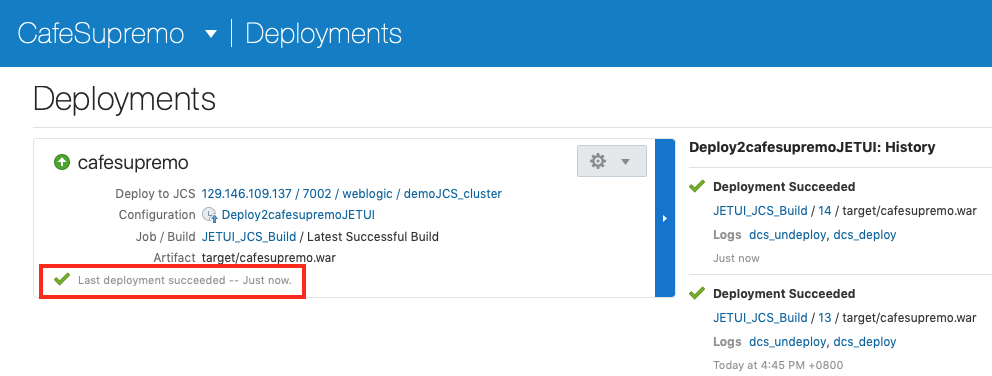 CafeSupremo Deployments
Deployments
cafesupremo
Deploy to JCS 129.146.109.137 / 7002 / weblogic / demoJCS_cluster
Configuration Deploy2cafesupremoJETUI
Job / Build JETUI_JCS_Build / Latest Successful Build
Artifact target/cafesupremo.war
Last deployment succeeded -- Just now.
Deploy2cafesupremoJETUI: History
Deployment Succeeded
JETUI_JCS_Build / 14 / target/cafesupremo.war
Logs dcs_undeploy, dcs_deploy
Just now
Deployment Succeeded
JETUI_JCS_Build / 13 / target/cafesupremo.war
Logs dcs_undeploy, dcs_deploy
Today at 4:45 PM +0800